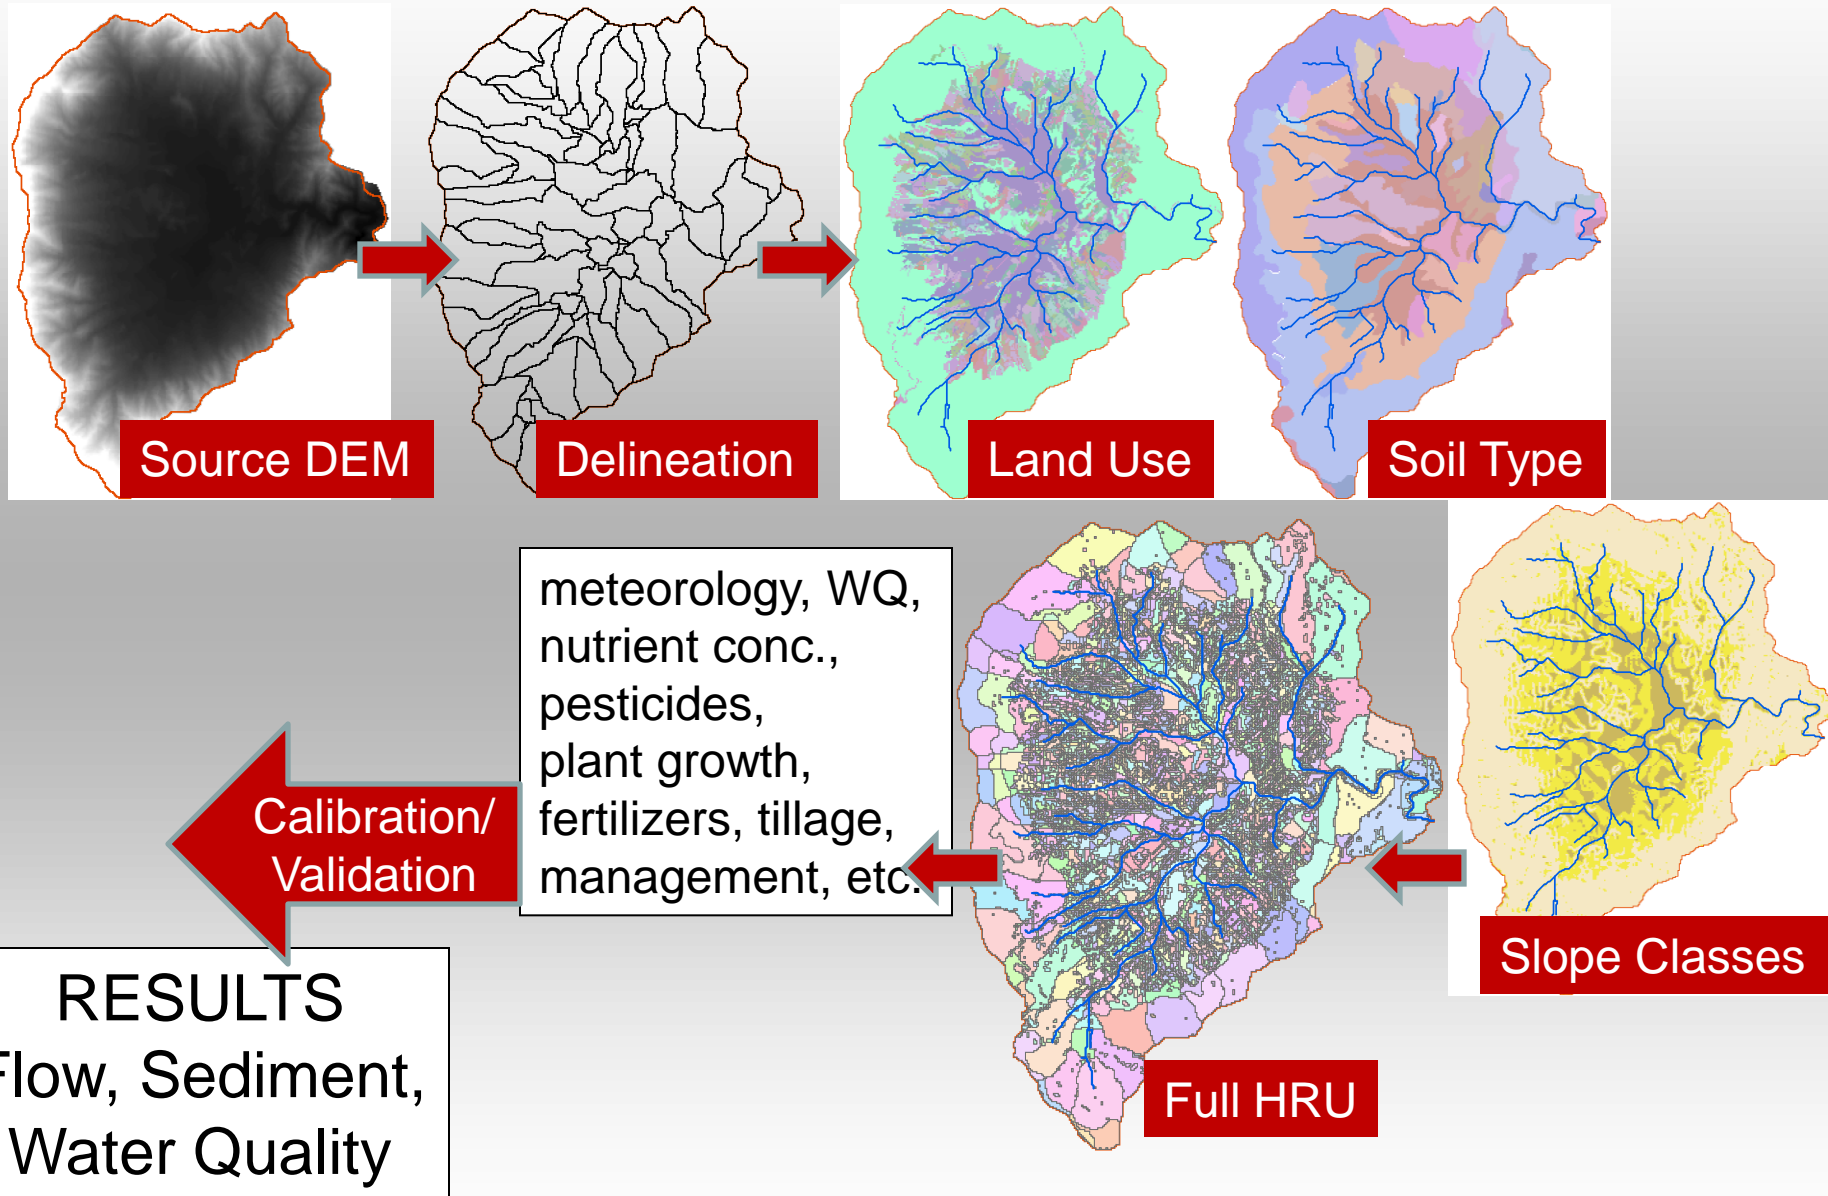 Source DEM
Delineation
Land Use
Soil Type
Slope Classes
Full HRU
meteorology, WQ,
nutrient conc.,
pesticides,
plant growth,
fertilizers, tillage,
management, etc.
Calibration/
Validation
RESULTS
Flow, Sediment,
Water Quality